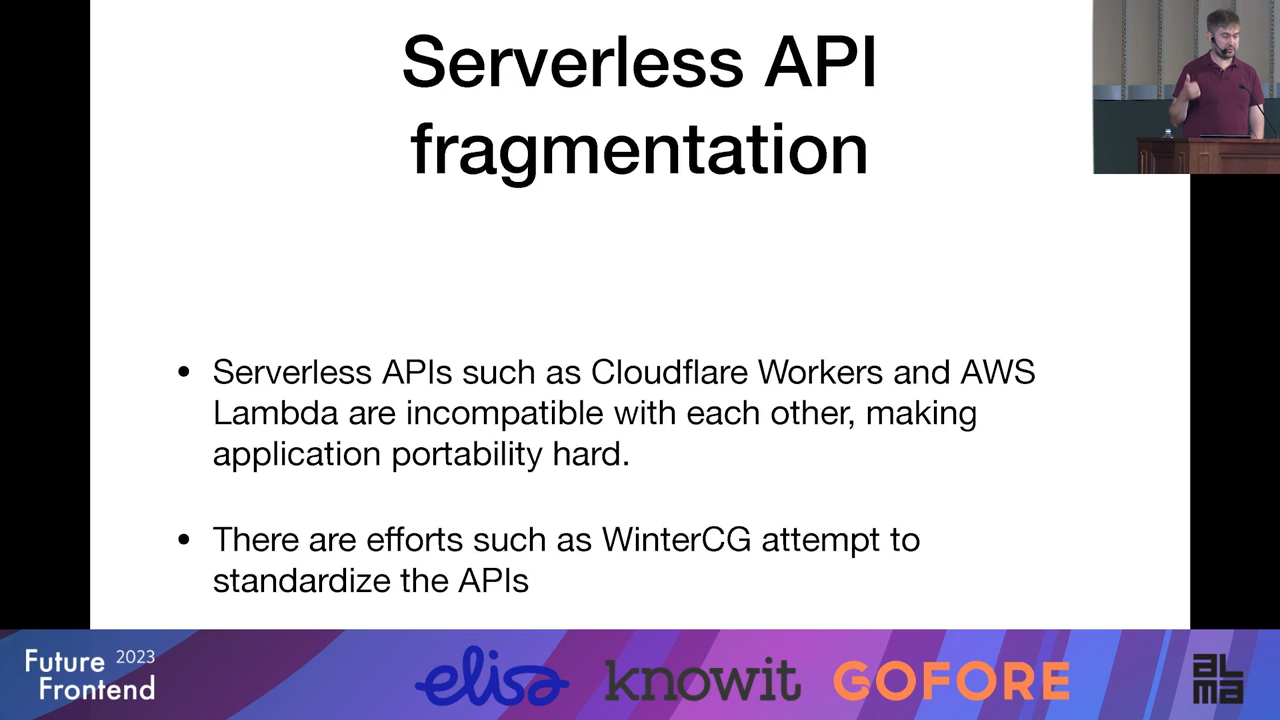 Serverless API
fragmentation
• Serverless APIs such as Cloudflare Workers and AWS
Lambda are incompatible with each other, making
application portability hard.
• There are efforts such as WinterCG attempt to
standardize the APIs
Future 2023
Frontend
elisa
knowit
GOFORE
ALMA